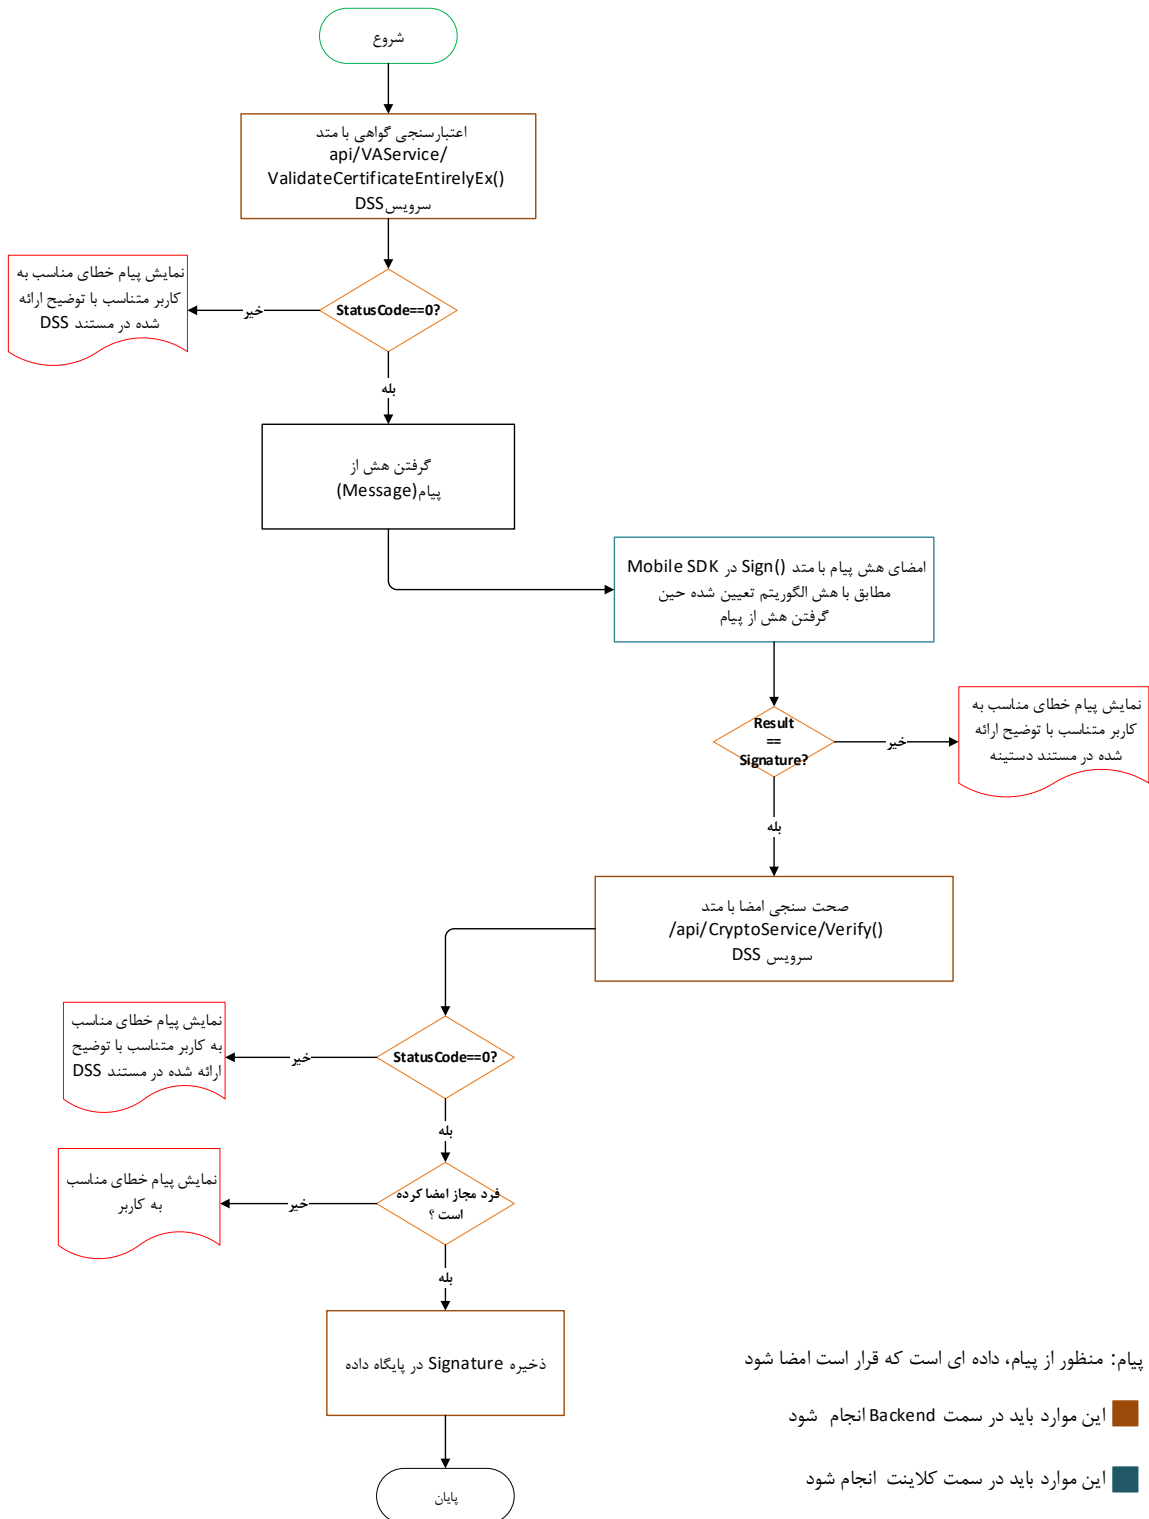 شروع
اعتبارسنجی گواهی با متد
api/VAService/
ValidateCertificateEntirelyEx()
سرویس DSS
StatusCode==0?
خیر
نمایش پیام خطای مناسب به
کاربر متناسب با توضیح ارائه
شده در مستند DSS
بله
گرفتن هش از
پیام(Message)
امضای هش پیام با متد Sign() در Mobile SDK
مطابق با هش الگوریتم تعیین شده حین
گرفتن هش از پیام
Result
==
Signature?
خیر
نمایش پیام خطای مناسب به
کاربر متناسب با توضیح ارائه
شده در مستند دستینه
بله
صحت سنجی امضا با متد
/api/CryptoService/Verify()
سرویس DSS
StatusCode==0?
خیر
نمایش پیام خطای مناسب
به کاربر متناسب با توضیح
ارائه شده در مستند DSS
بله
فرد مجاز امضا کرده
است ؟
خیر
نمایش پیام خطای مناسب
به کاربر
بله
ذخیره Signature در پایگاه داده
پایان
پیام: منظور از پیام، داده ای است که قرار است امضا شود
این موارد باید در سمت Backend انجام شود
این موارد باید در سمت کلاینت انجام شود